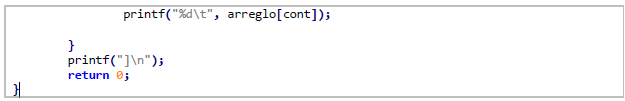 printf("%d\t", arreglo[cont]);
}
printf("]\n");
return 0;
}